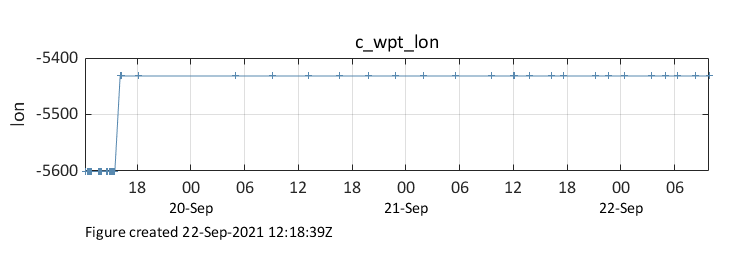 c_wpt_lon
-5400
-5500
-5600
lon
18 00 06 12 18 00 06 12 18 00 06
20-Sep 21-Sep 22-Sep
Figure created 22-Sep-2021 12:18:39Z